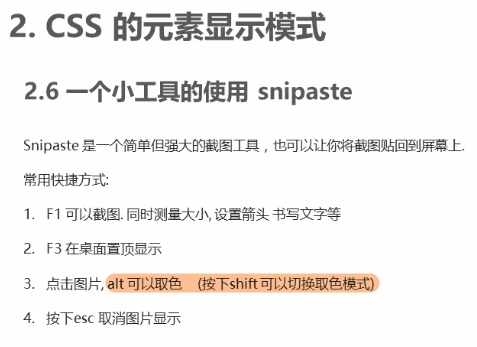 2. CSS 的元素显示模式
2.6 一个小工具的使用 snipaste
Snipaste 是一个简单但强大的截图工具，也可以让你将截图贴回到屏幕上.
常用快捷方式:
1. F1 可以截图. 同时测量大小, 设置箭头 书写文字等
2. F3 在桌面置顶显示
3. 点击图片, alt 可以取色 (按下shift 可以切换取色模式)
4. 按下esc 取消图片显示